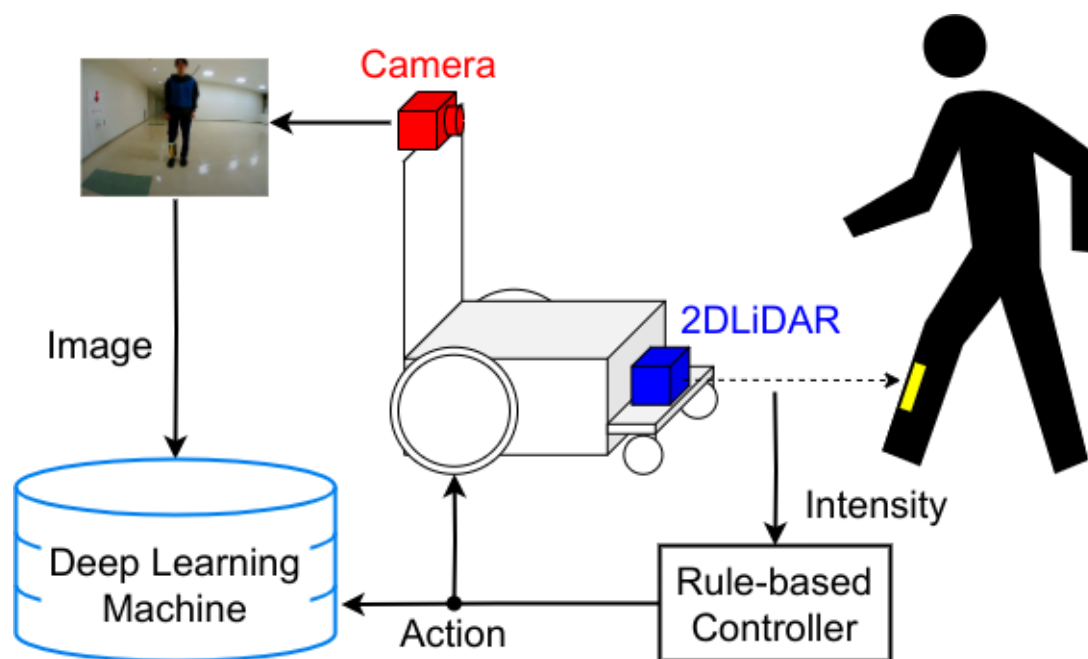 Camera
2DLiDAR
Image
Intensity
Deep Learning
Machine
Rule-based
Controller
Action